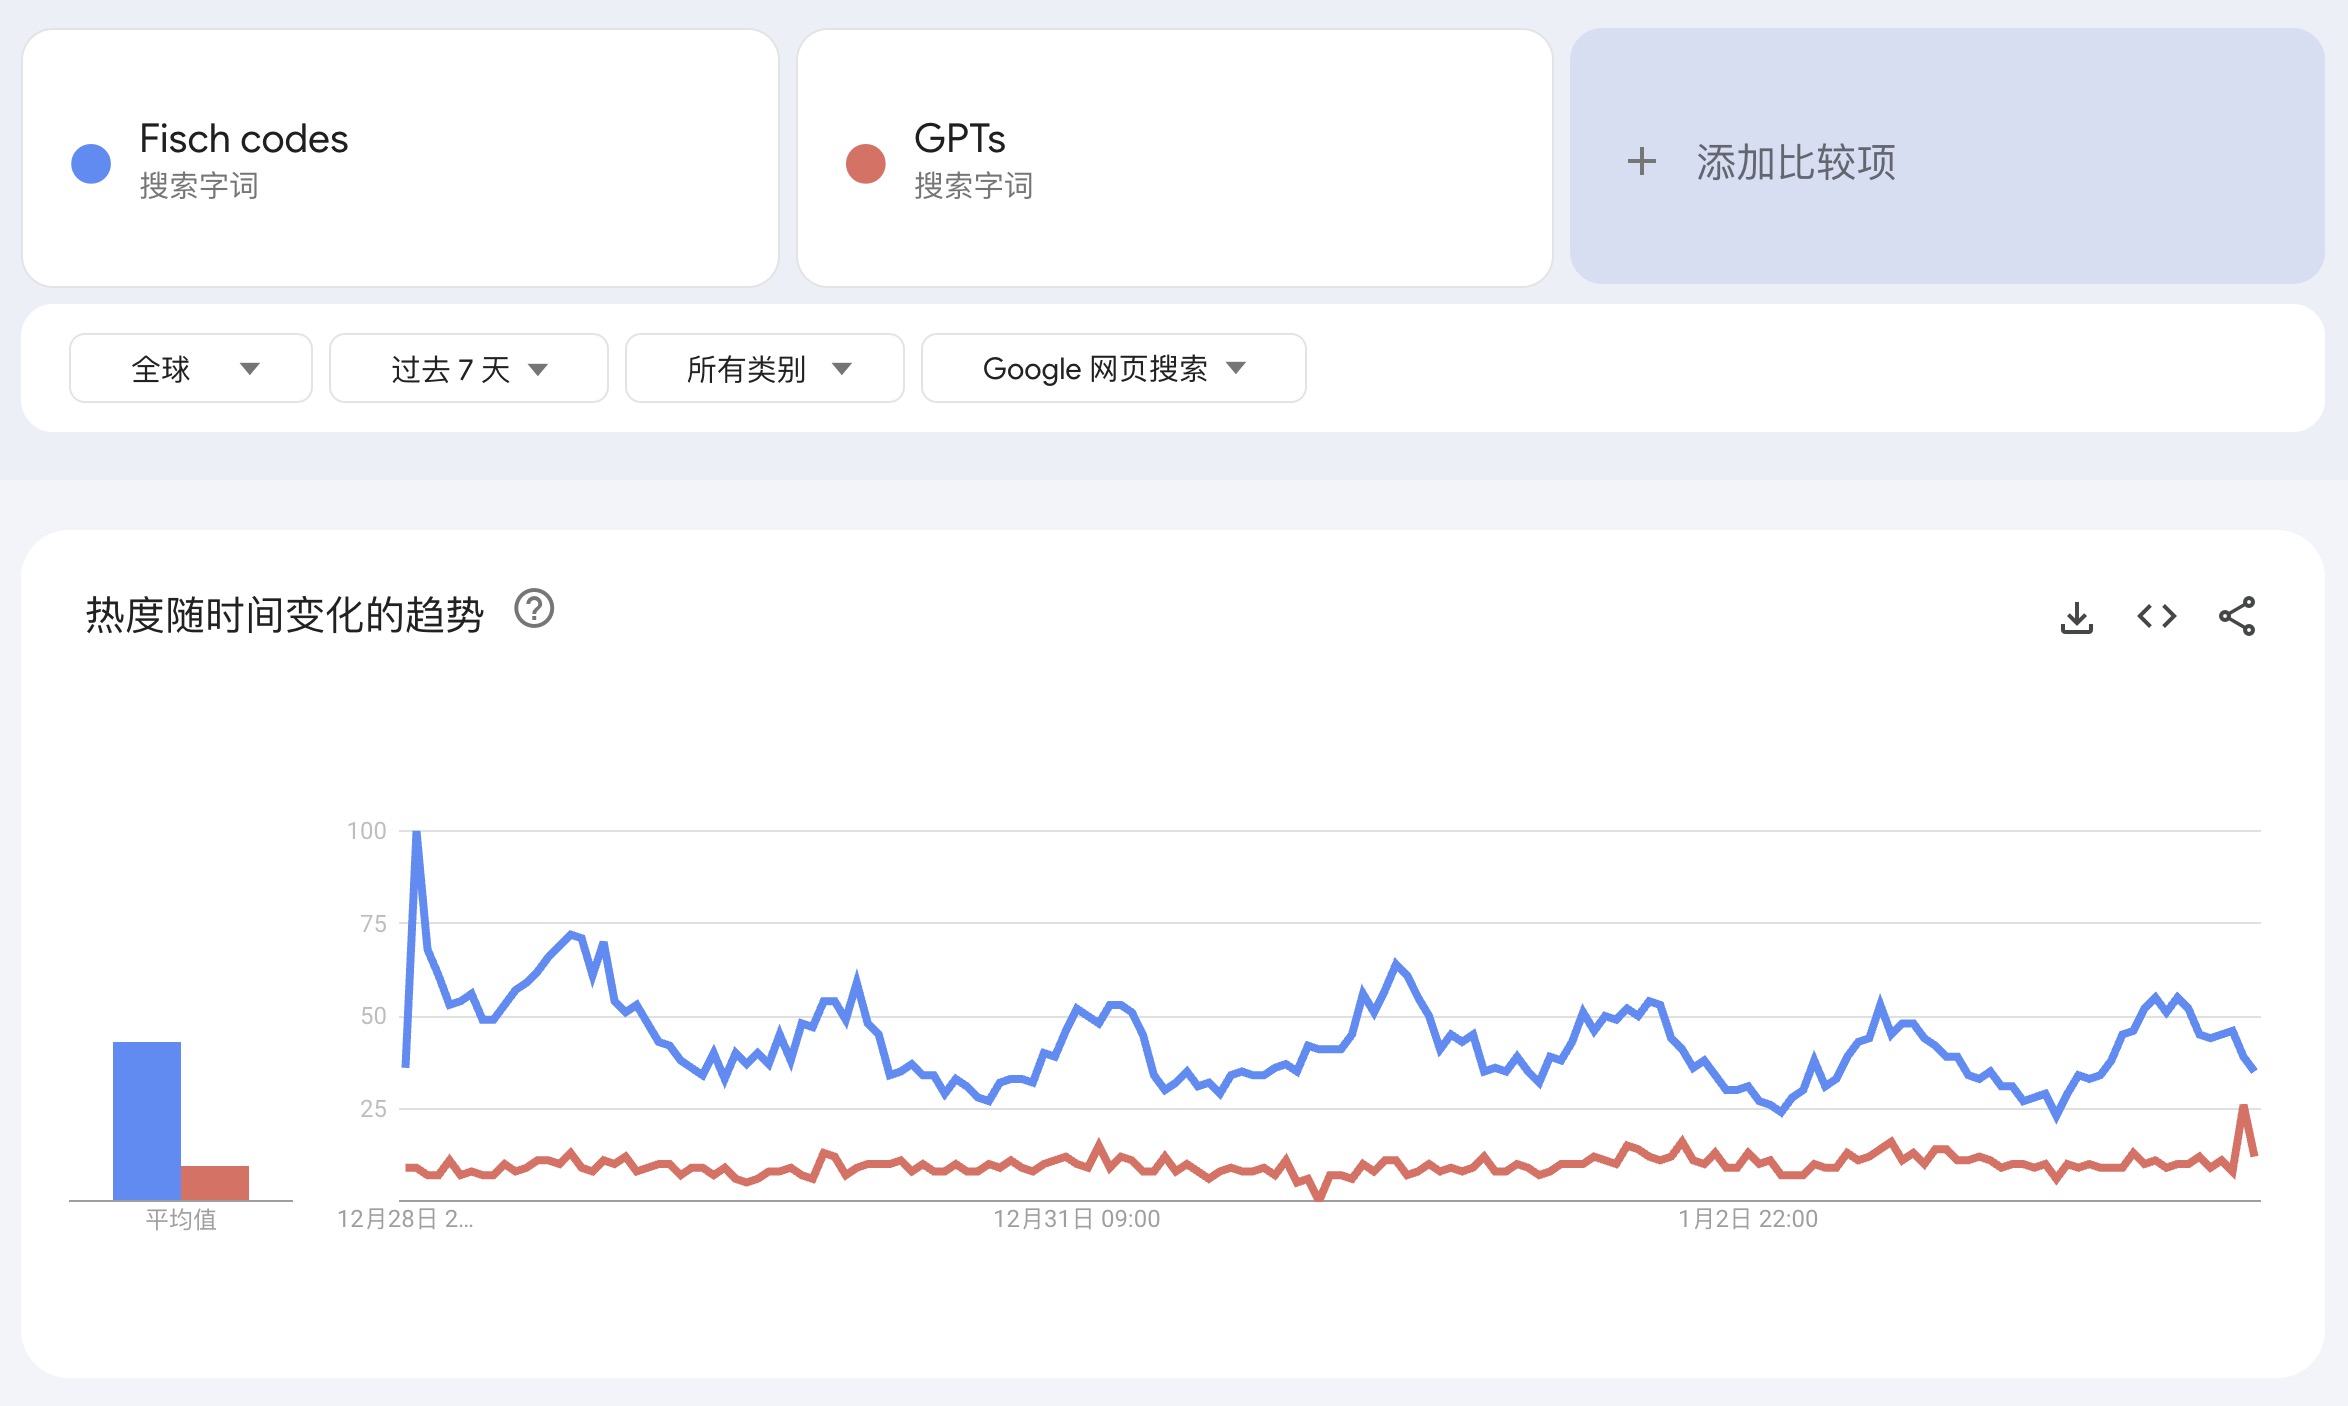 Fisch codes
搜索字词
GPTs
搜索字词
+ 添加比较项
全球
过去 7 天
所有类别
Google 网页搜索
热度随时间变化的趋势 ?
100
75
50
25
平均值
12月28日 2...
12月31日 09:00
1月2日 22:00